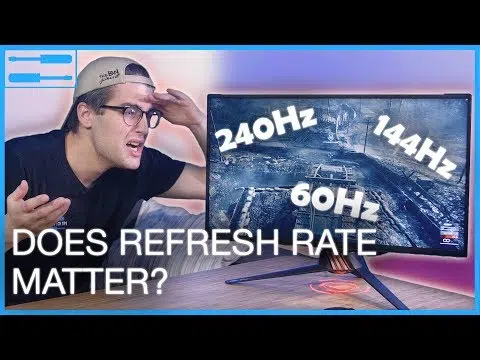 240Hz
144Hz
60Hz
DOES REFRESH RATE
MATTER?